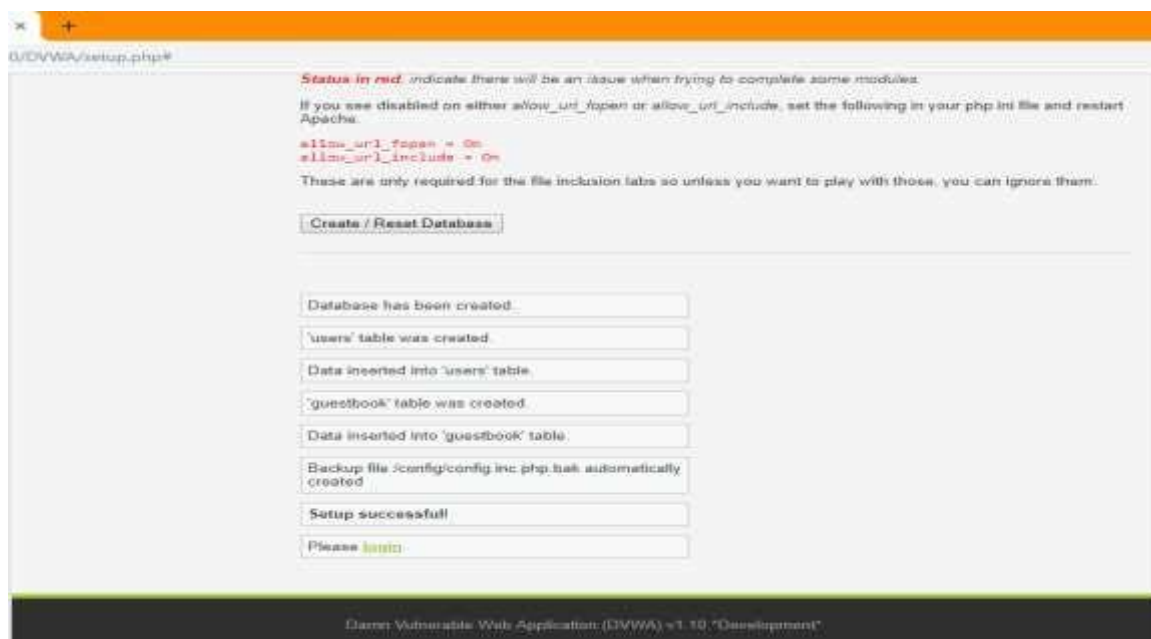 0/DVWA/setup.php#
Status in red, indicate there will be an issue when trying to complete some modules.
If you see disabled on either allow_url_fopen or allow_url_include, set the following in your php.ini file and restart
Apache.
allow_url_fopen = On
allow_url_include = On
These are only required for the file inclusion labs so unless you want to play with those, you can ignore them.
Create / Reset Database
Database has been created.
'users' table was created.
Data inserted into 'users' table.
'guestbook' table was created.
Data inserted into 'guestbook' table.
Backup file /config/config.inc.php.bak automatically
created
Setup successful!
Please login.
Damn Vulnerable Web Application (DVWA) v1.10 *Development*